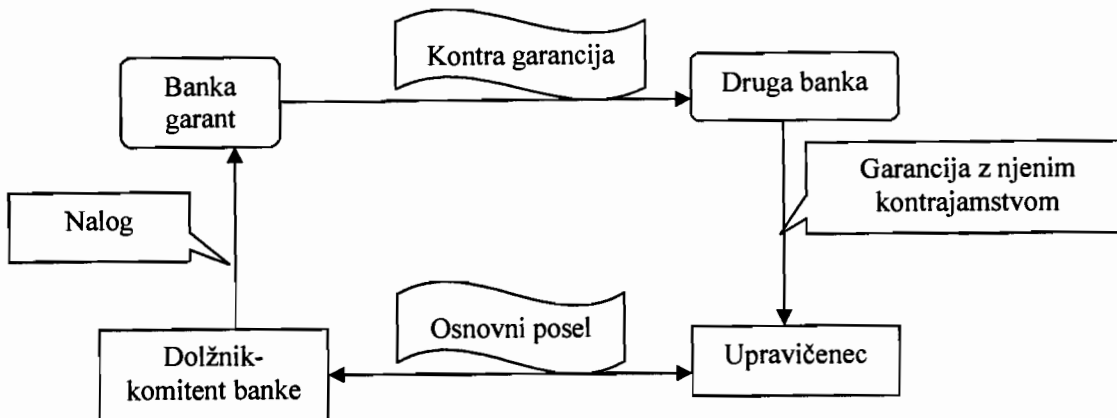 Kontra garancija
Banka
garant
Druga banka
Garancija z njenim
kontrajamstvom
Nalog
Osnovni posel
Dolžnik-
komitent banke
Upravičenec